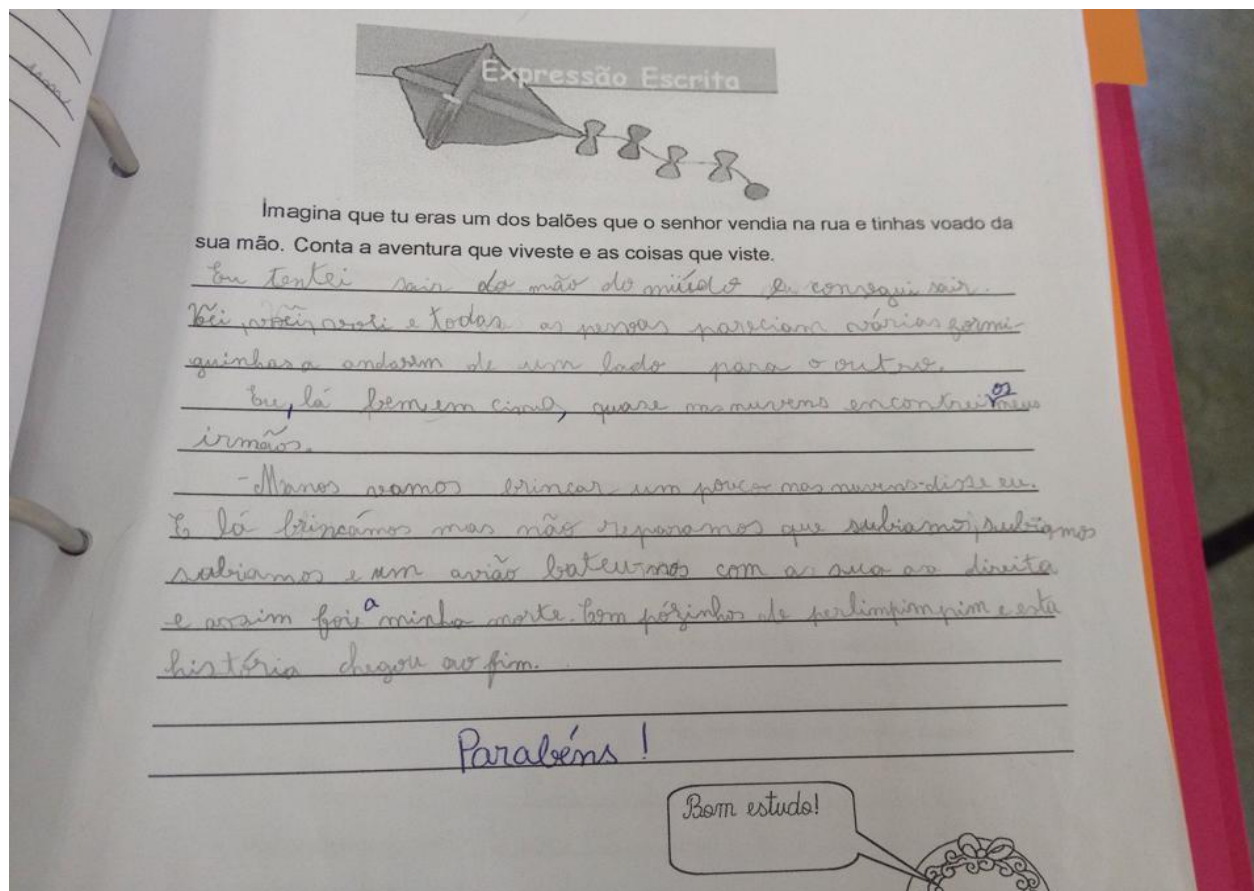 Expressão Escrita
Imagina que tu eras um dos balões que o senhor vendia na rua e tinhas voado da
sua mão. Conta a aventura que viveste e as coisas que viste.
Eu tentei sair da mão do miúdo e consegui sair.
voei e todas as pessoas pareciam várias formi-
guinhas a andarem de um lado para o outro.
Eu, lá bem em cima, quase nas nuvens encontrei os meus
irmãos.
-Manos vamos brincar um pouco nas nuvens-disse eu.
E lá brincámos mas não reparamos que subiamos, subiamos
subiamos e um avião bateu-nos com a sua asa direita
e assim foi a minha morte. Com pózinhos de perlimpimpim e esta
história chegou ao fim.
Parabéns!
Bom estudo!